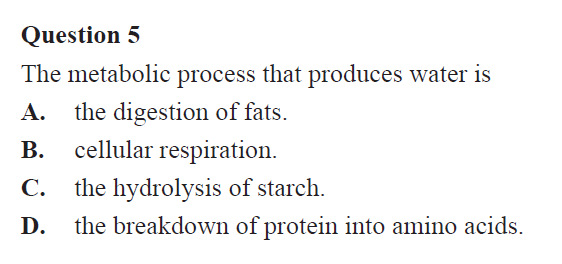 Question 5
The metabolic process that produces water is
A. the digestion of fats.
B. cellular respiration.
C. the hydrolysis of starch.
D. the breakdown of protein into amino acids.